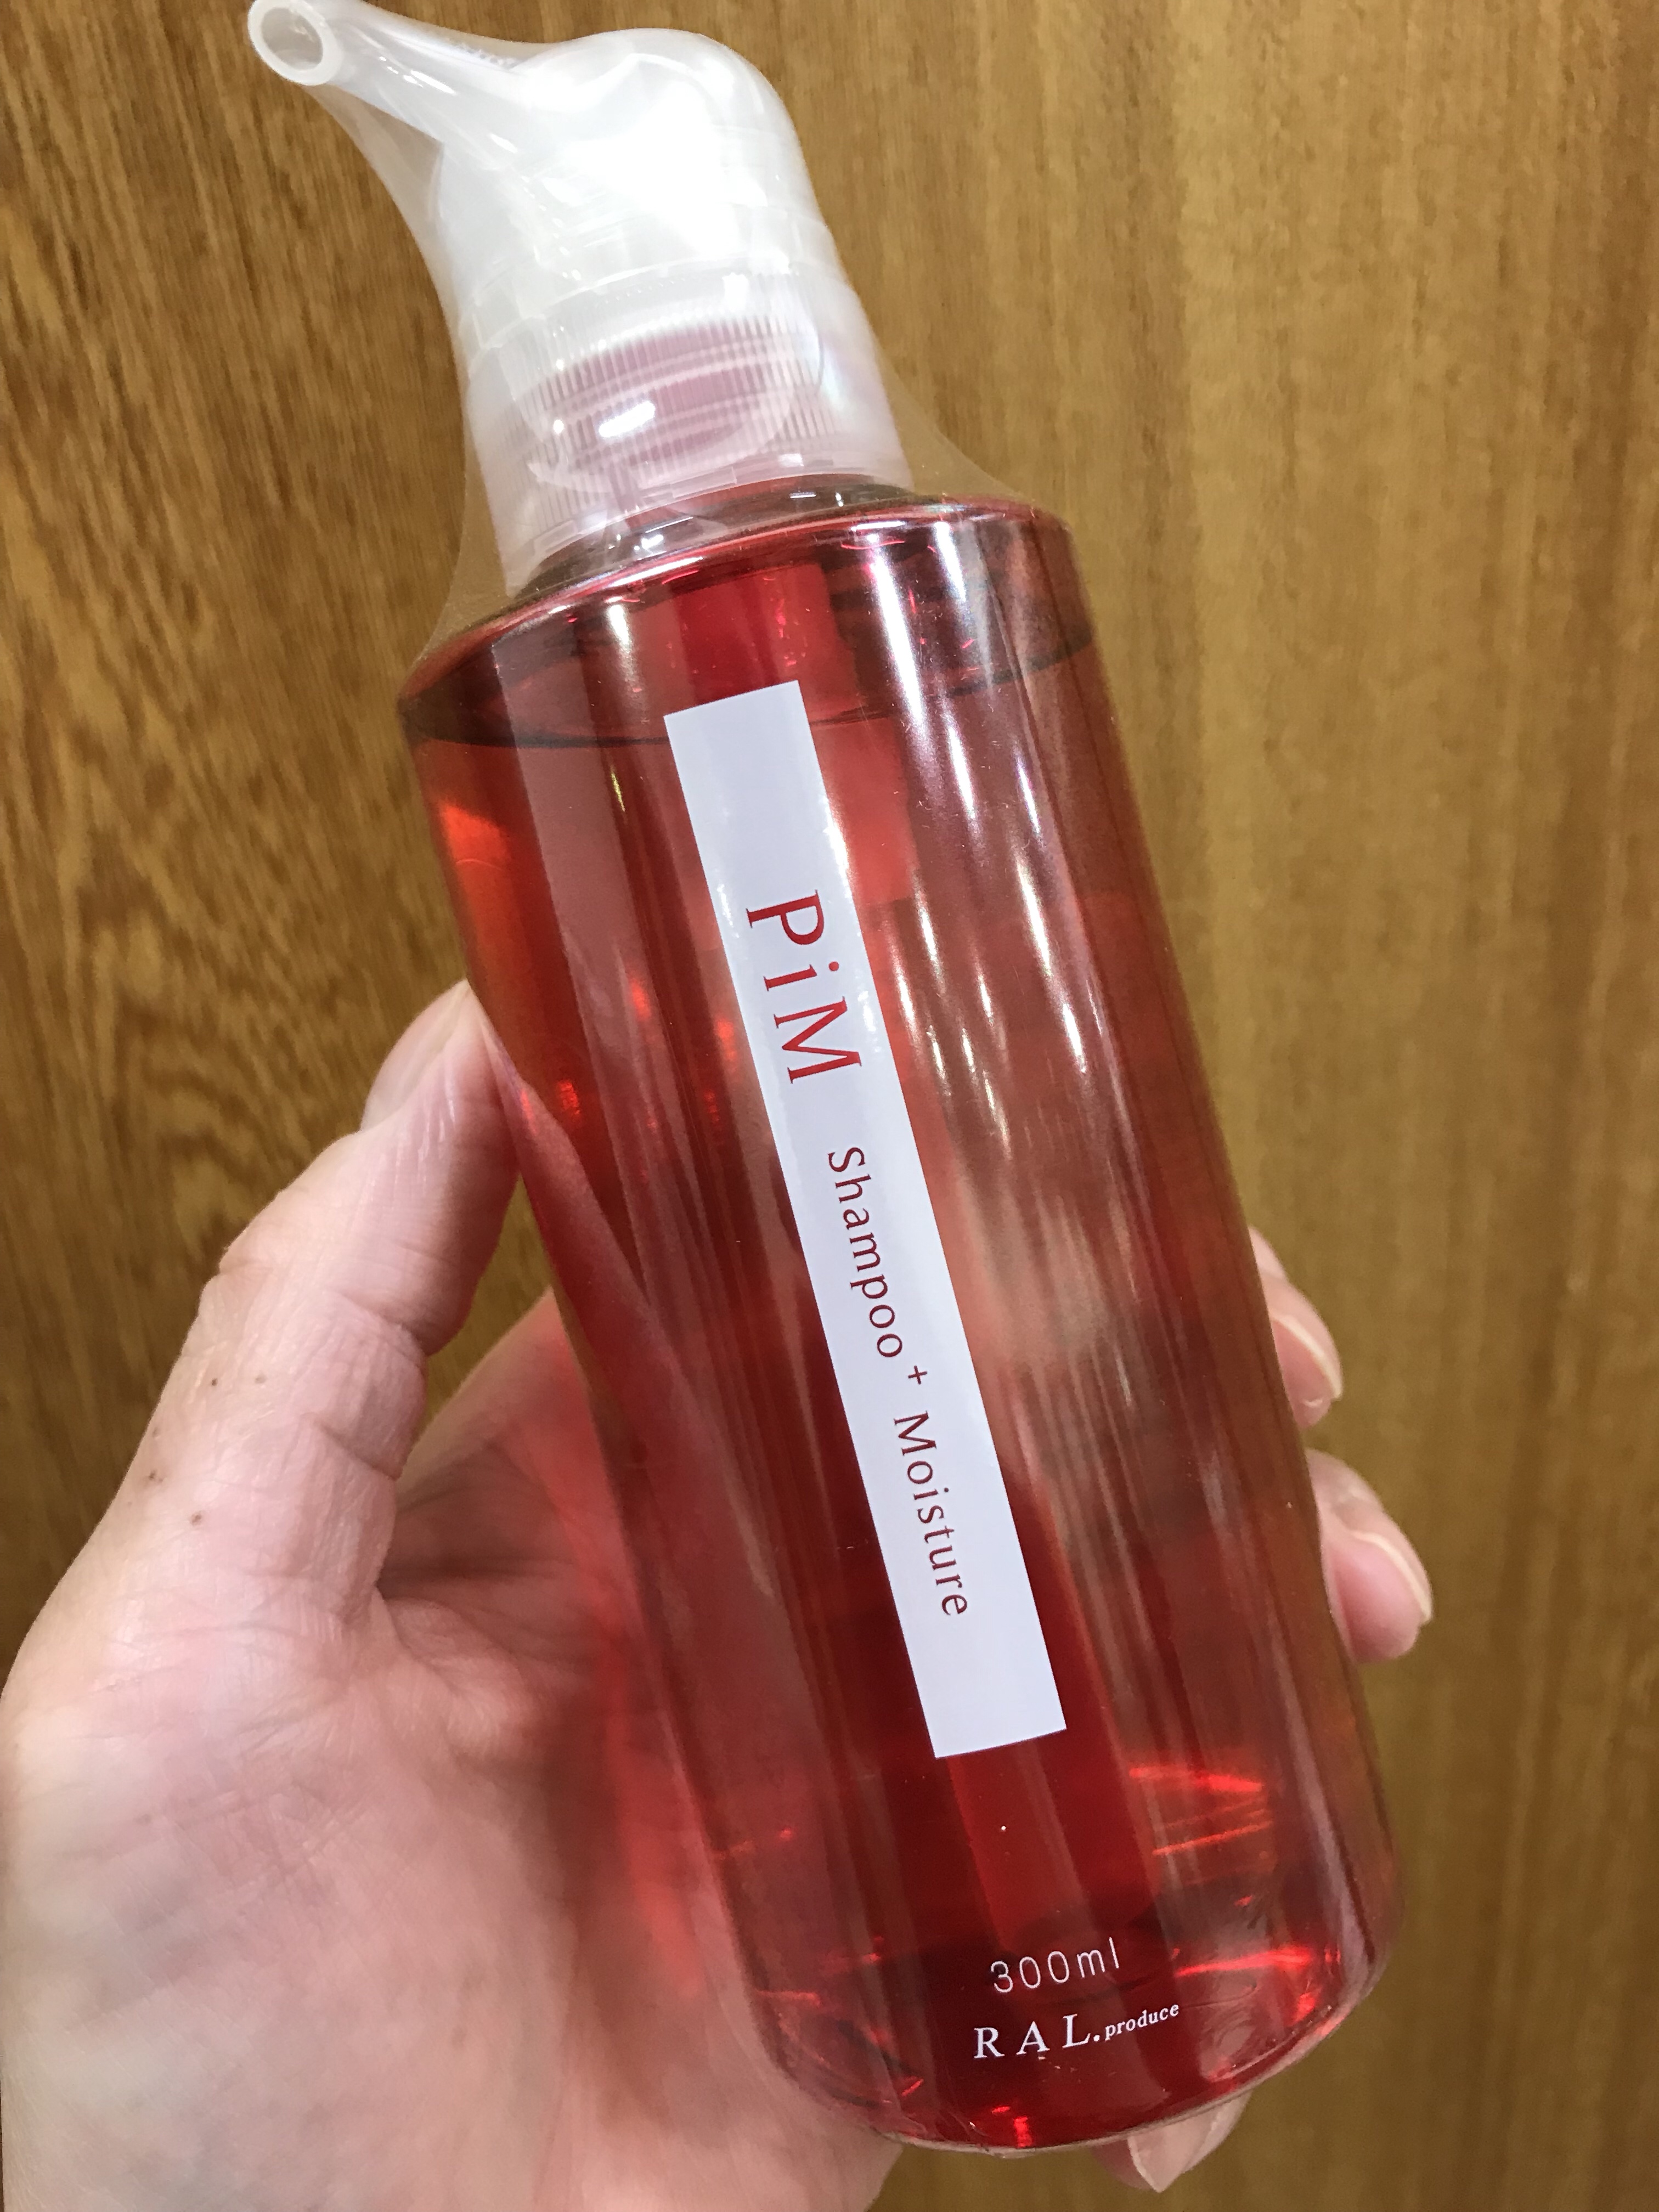 PiM Shampoo + Moisture
300ml
RAL.produce